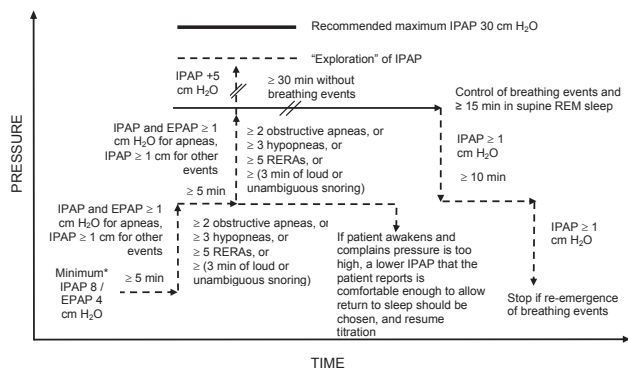 Recommended maximum IPAP 30 cm H2O
"Exploration" of IPAP
IPAP +5
cm H2O
≥ 30 min without
breathing events
Control of breathing events and
≥ 15 min in supine REM sleep
IPAP and EPAP ≥ 1
cm H2O for apneas,
IPAP ≥ 1 cm for other
events
≥ 5 min
≥ 2 obstructive apneas, or
≥ 3 hypopneas, or
≥ 5 RERAs, or
≥ (3 min of loud or
unambiguous snoring)
IPAP ≥ 1
cm H2O
≥ 10 min
IPAP and EPAP ≥ 1
cm H2O for apneas,
IPAP ≥ 1 cm for other
events
≥ 2 obstructive apneas, or
≥ 3 hypopneas, or
≥ 5 RERAs, or
≥ (3 min of loud or
unambiguous snoring)
Minimum*
IPAP 8 /
EPAP 4
cm H2O
≥ 5 min
If patient awakens and
complains pressure is too
high, a lower IPAP that the
patient reports is
comfortable enough to allow
return to sleep should be
chosen, and resume
titration
IPAP ≥ 1
cm H2O
Stop if re-emergence
of breathing events
PRESSURE
TIME